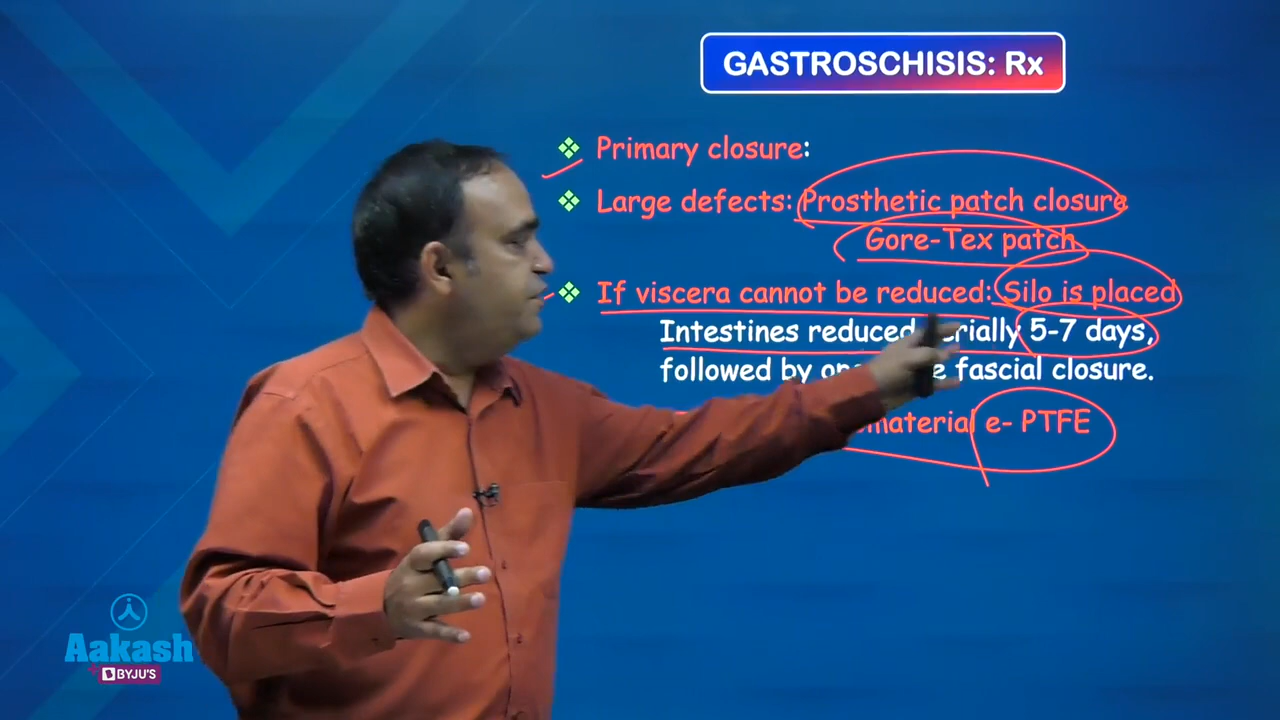 GASTROSCHISIS: Rx
Primary closure:
Large defects: Prosthetic patch closure
Gore-Tex patch
If viscera cannot be reduced: Silo is placed
Intestines reduced 5-7 days,
followed by fascial closure.
e- PTFE
Aakash
BYJU'S